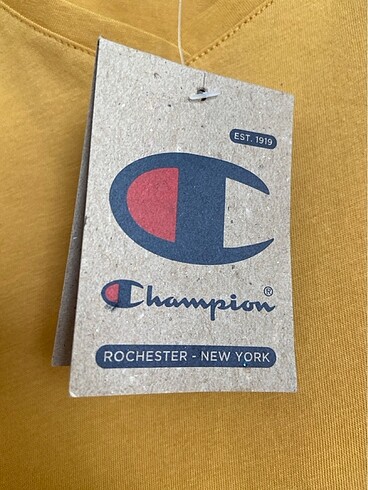 EST. 1919
Champion®
ROCHESTER - NEW YORK